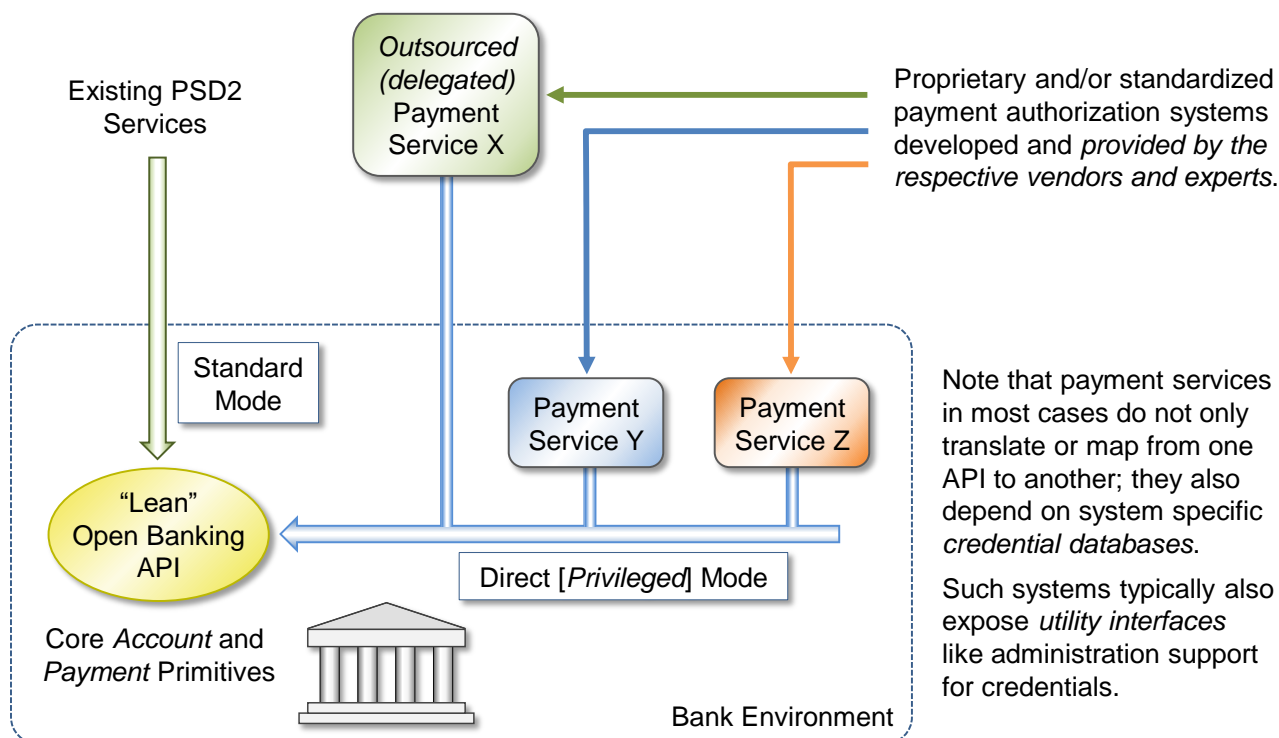 Existing PSD2
Services
Outsourced
(delegated)
Payment
Service X
Proprietary and/or standardized
payment authorization systems
developed and provided by the
respective vendors and experts.
Standard
Mode
Payment
Service Y
Payment
Service Z
“Lean”
Open Banking
API
Direct [Privileged] Mode
Core Account and
Payment Primitives
Bank Environment
Note that payment services
in most cases do not only
translate or map from one
API to another; they also
depend on system specific
credential databases.
Such systems typically also
expose utility interfaces
like administration support
for credentials.